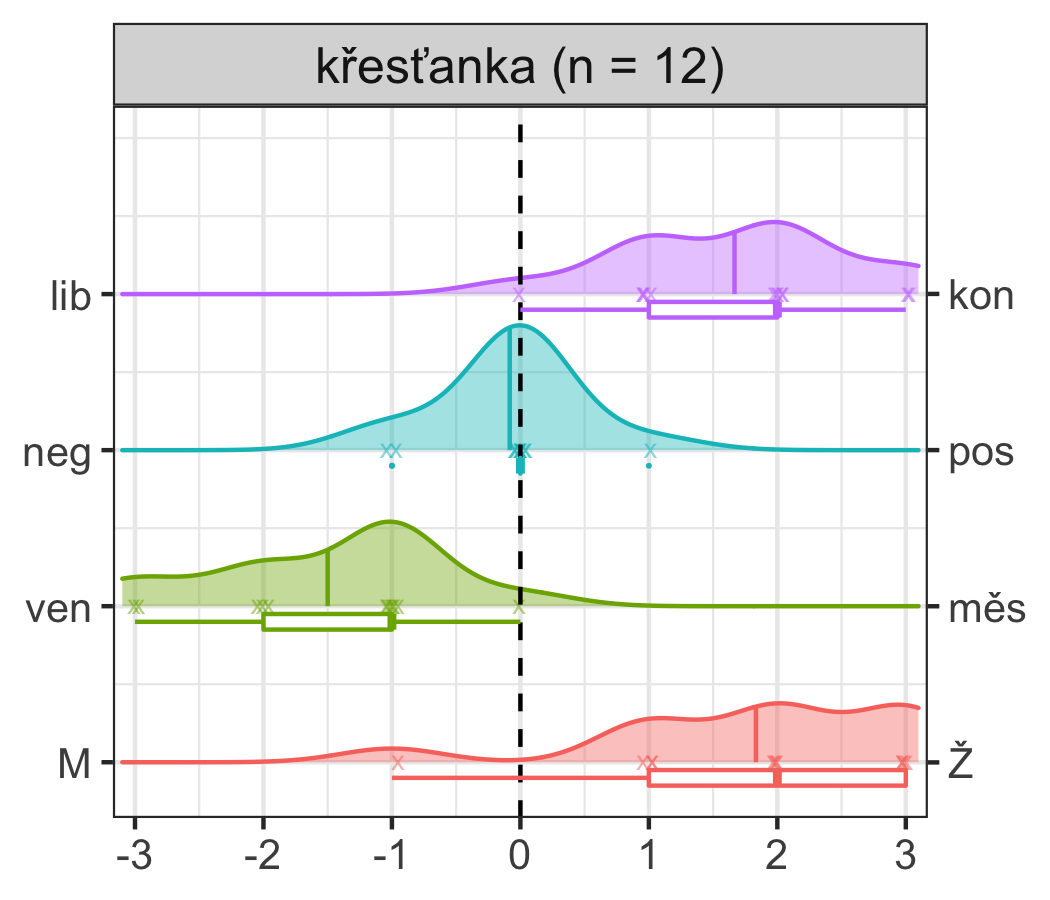 křesťanka (n = 12)
lib kon
neg pos
ven měs
M Ž
-3 -2 -1 0 1 2 3